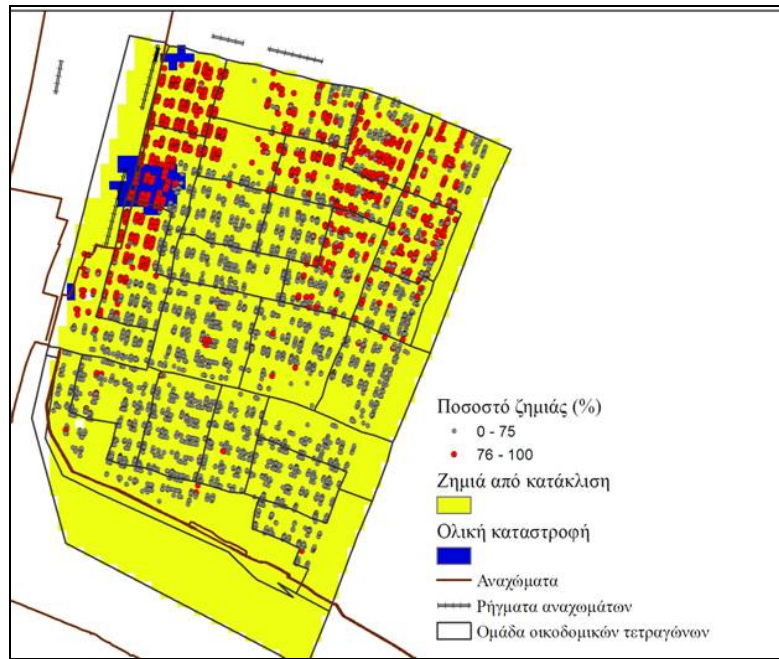 Ποσοστό ζημιάς (%)
0 - 75
76 - 100
Ζημιά από κατάκλιση
Ολική καταστροφή
Αναχώματα
Ρήγματα αναχωμάτων
Ομάδα οικοδομικών τετραγώνων